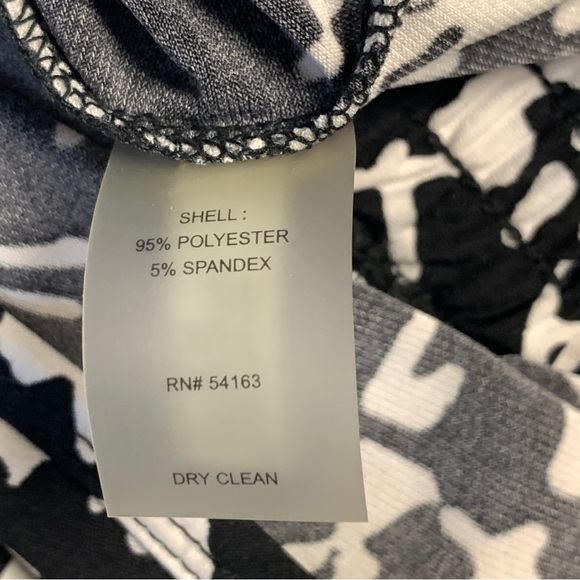 SHELL :
95% POLYESTER
5% SPANDEX
RN# 54163
DRY CLEAN